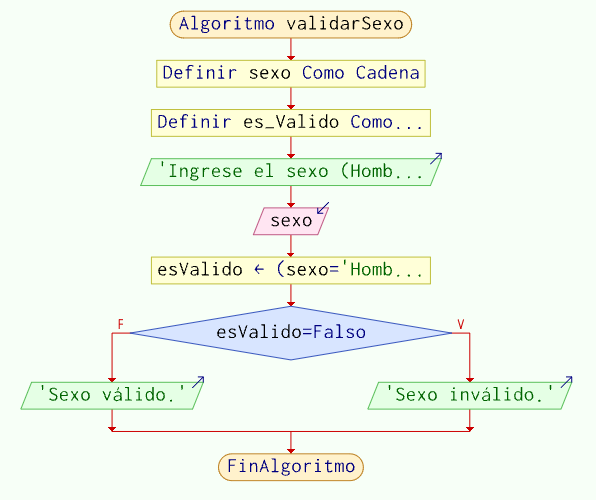 Algoritmo validarSexo
Definir sexo Como Cadena
Definir es_Valido Como...
'Ingrese el sexo (Homb...
sexo
esValido ← (sexo='Homb...
esValido=Falso
F
V
'Sexo válido.'
'Sexo inválido.'
FinAlgoritmo